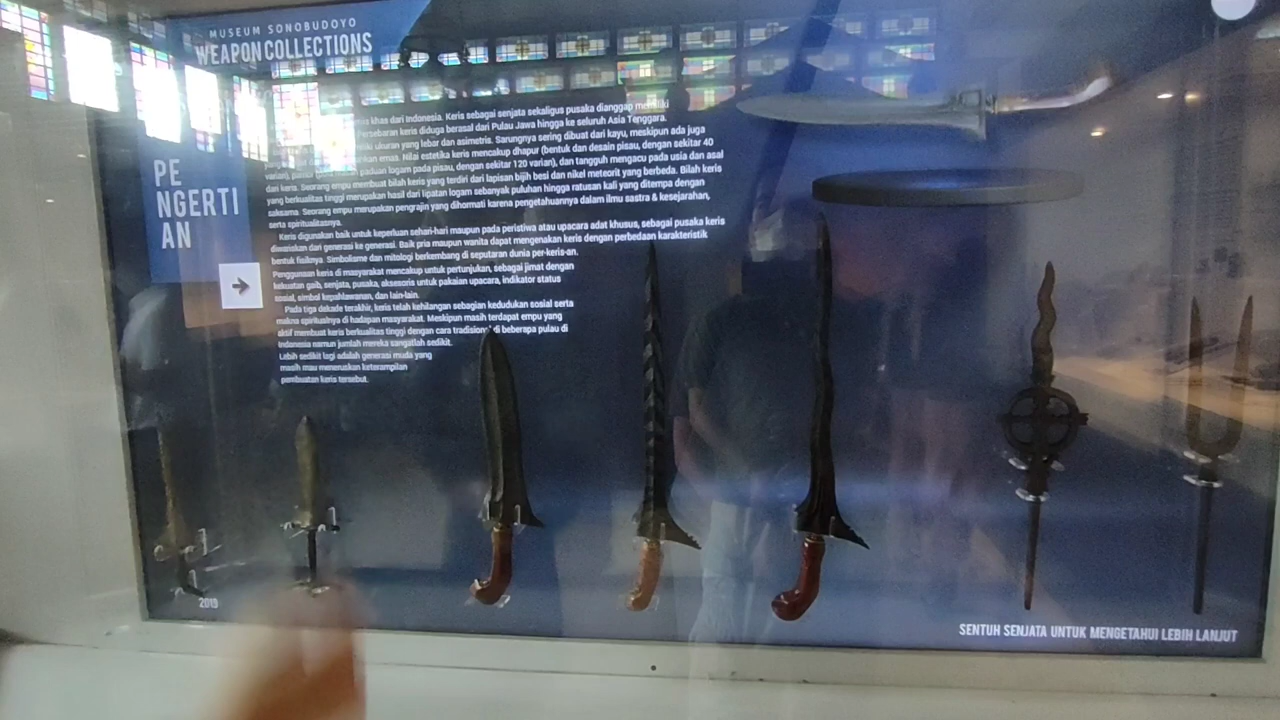 MUSEUM SONOBUDOYO
WEAPON COLLECTIONS
PE
NGERTI
AN
khas dari Indonesia. Keris sebagai senjata sekaligus pusaka dianggap memiliki
Persebaran keris diduga berasal dari Pulau Jawa hingga ke seluruh Asia Tenggara.
ukuran yang lebar dan asimetris. Sarungnya sering dibuat dari kayu, meskipun ada juga
emas. Nilai estetika keris mencakup dhapur (bentuk dan desain pisau, dengan sekitar 40
varian), paduan logam pada pisau, dengan sekitar 120 varian), dan tangguh mengacu pada usia dan asal
dari keris. Seorang empu membuat bilah keris yang terdiri dari lapisan bijih besi dan nikel meteorit yang berbeda. Bilah keris
yang berkualitas tinggi merupakan hasil dari lipatan logam sebanyak puluhan hingga ratusan kali yang ditempa dengan
saksama. Seorang empu merupakan pengrajin yang dihormati karena pengetahuannya dalam ilmu sastra & kesejarahan,
serta spiritualitasnya.
Keris digunakan baik untuk keperluan sehari-hari maupun pada peristiwa atau upacara adat khusus, sebagai pusaka keris
diwariskan dari generasi ke generasi. Baik pria maupun wanita dapat mengenakan keris dengan perbedaan karakteristik
bentuk fisiknya. Simbolisme dan mitologi berkembang di seputaran dunia per-keris-an.
Penggunaan keris di masyarakat mencakup untuk pertunjukan, sebagai jimat dengan
kekuatan gaib, senjata, pusaka, aksesoris untuk pakaian upacara, indikator status
sosial, simbol kepahlawanan, dan lain-lain.
Pada tiga dekade terakhir, keris telah kehilangan sebagian kedudukan sosial serta
makna spiritualnya di hadapan masyarakat. Meskipun masih terdapat empu yang
aktif membuat keris berkualitas tinggi dengan cara tradisional di beberapa pulau di
Indonesia namun jumlah mereka sangatlah sedikit.
Lebih sedikit lagi adalah generasi muda yang
masih mau meneruskan keterampilan
pembuatan keris tersebut.
2019
SENTUH SENJATA UNTUK MENGETAHUI LEBIH LANJUT